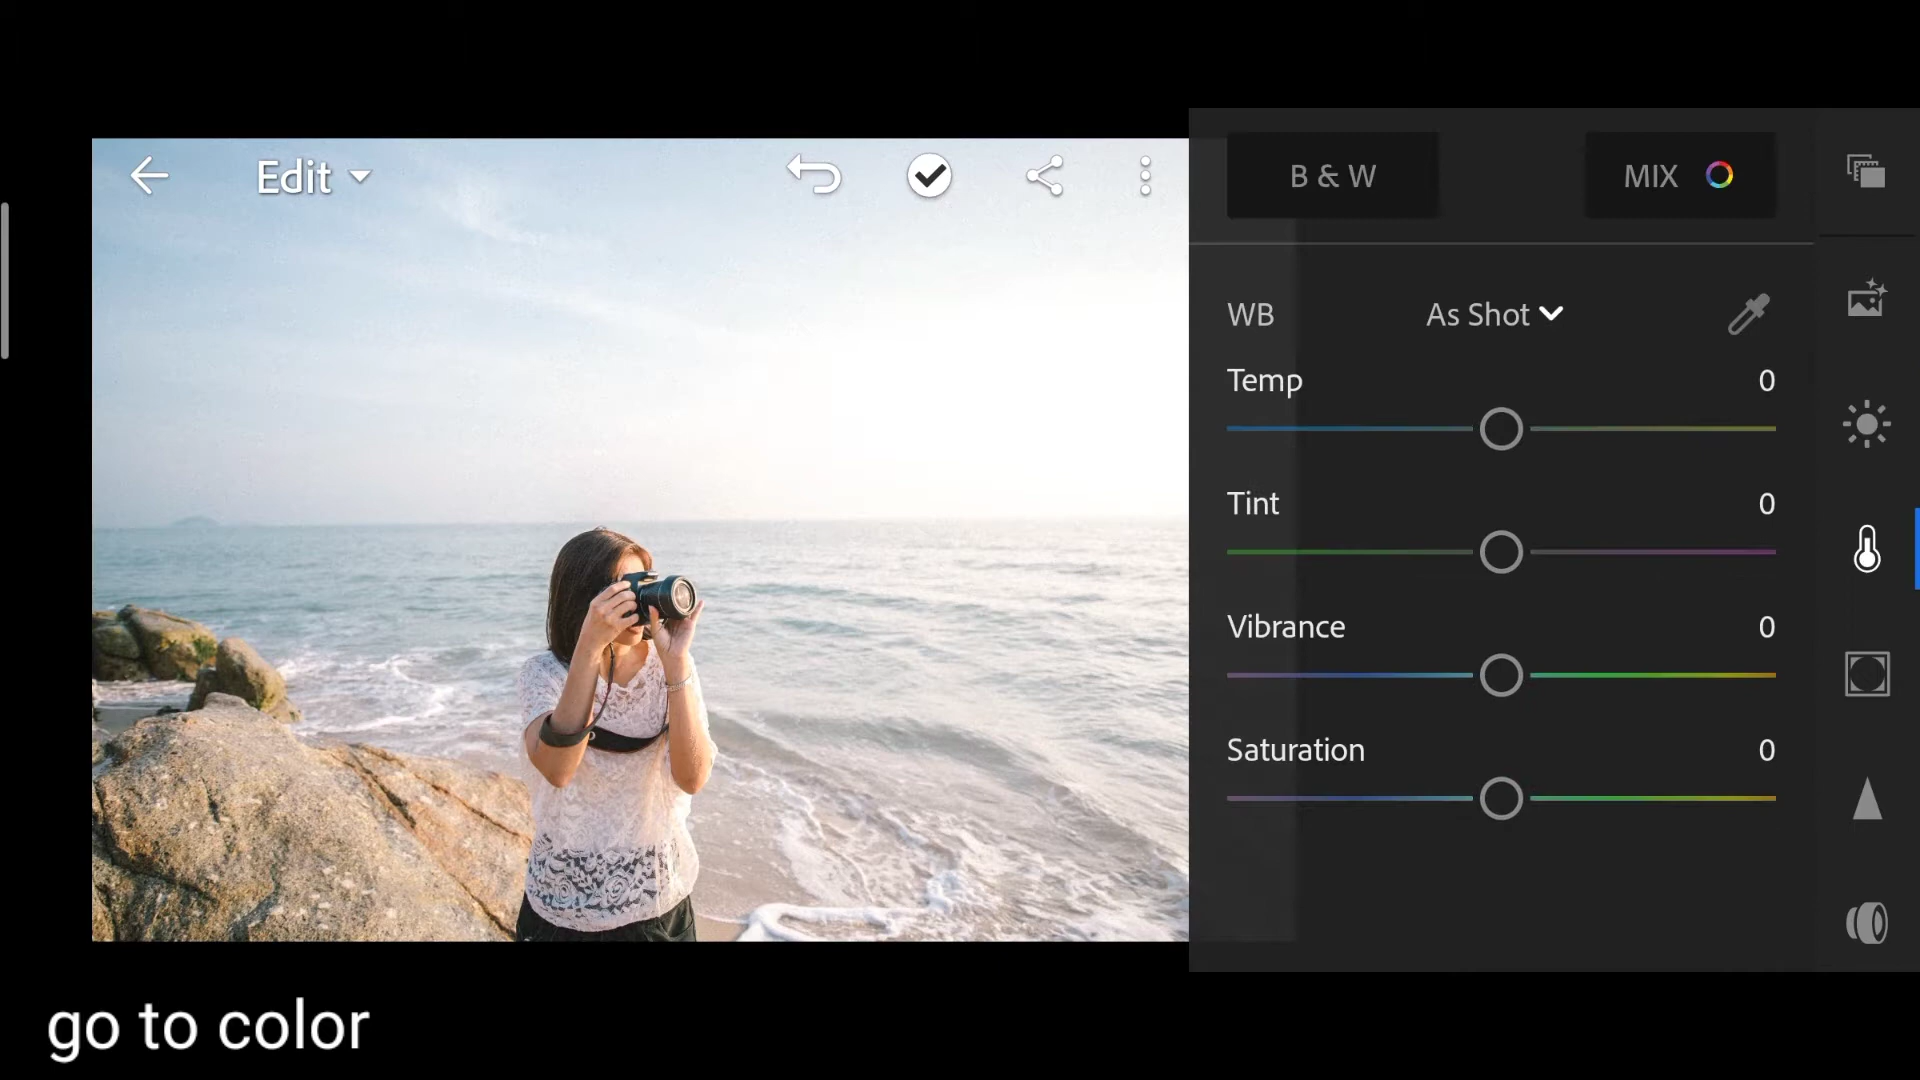 Edit
B & W
MIX
WB
As Shot
Temp
0
Tint
0
Vibrance
0
Saturation
0
go to color